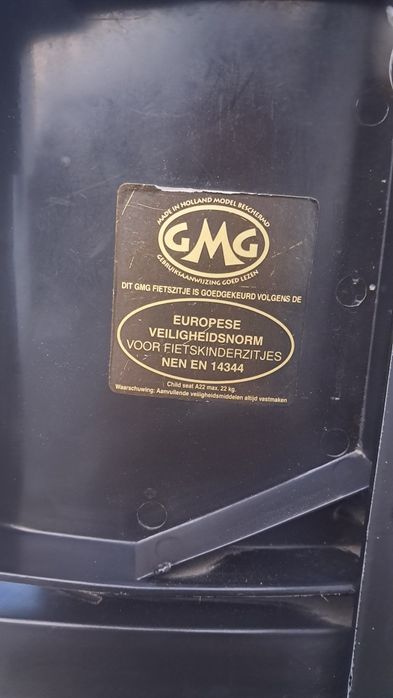 MADE IN HOLLAND MODEL BESCHERMD
GMG
GEBRUIKSAANWIJZING GOED LEZEN
DIT GMG FIETSZITJE IS GOEDGEKEURD VOLGENS DE
EUROPESE
VEILIGHEIDSNORM
VOOR FIETSKINDERZITJES
NEN EN 14344
Child seat A22 max. 22 kg.
Waarschuwing: Aanvullende veiligheidsmiddelen altijd vastmaken